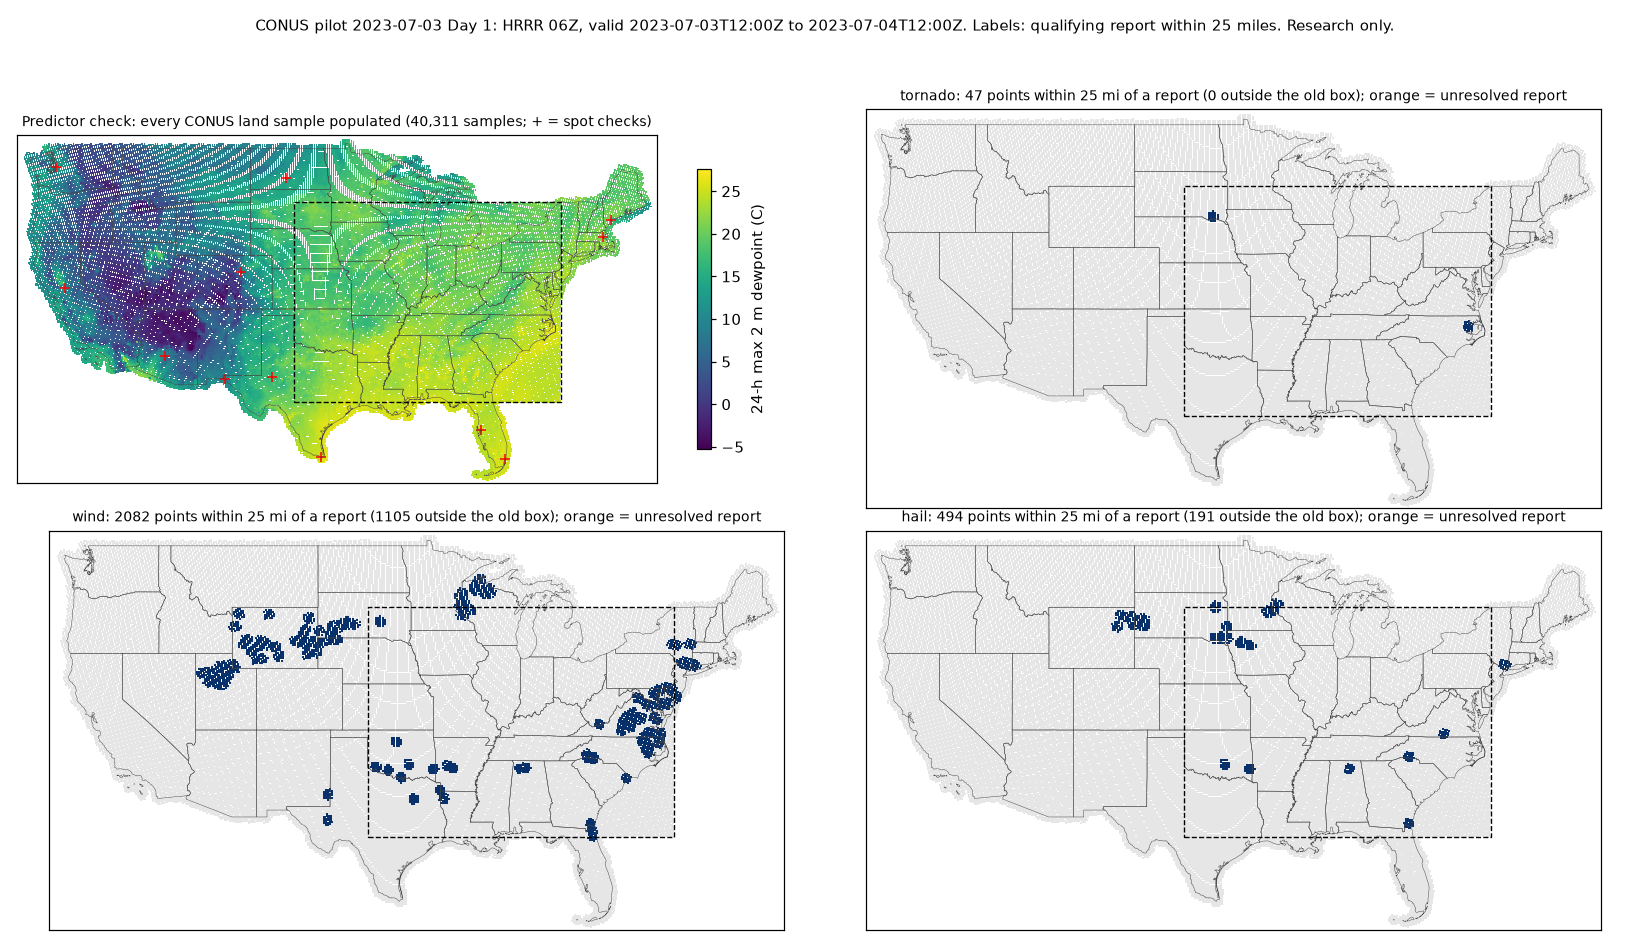 CONUS pilot 2023-07-03 Day 1: HRRR 06Z, valid 2023-07-03T12:00Z to 2023-07-04T12:00Z. Labels: qualifying report within 25 miles. Research only.
Predictor check: every CONUS land sample populated (40,311 samples; + = spot checks)
25
20
15
10
5
0
−5
24-h max 2 m dewpoint (C)
tornado: 47 points within 25 mi of a report (0 outside the old box); orange = unresolved report
wind: 2082 points within 25 mi of a report (1105 outside the old box); orange = unresolved report
hail: 494 points within 25 mi of a report (191 outside the old box); orange = unresolved report